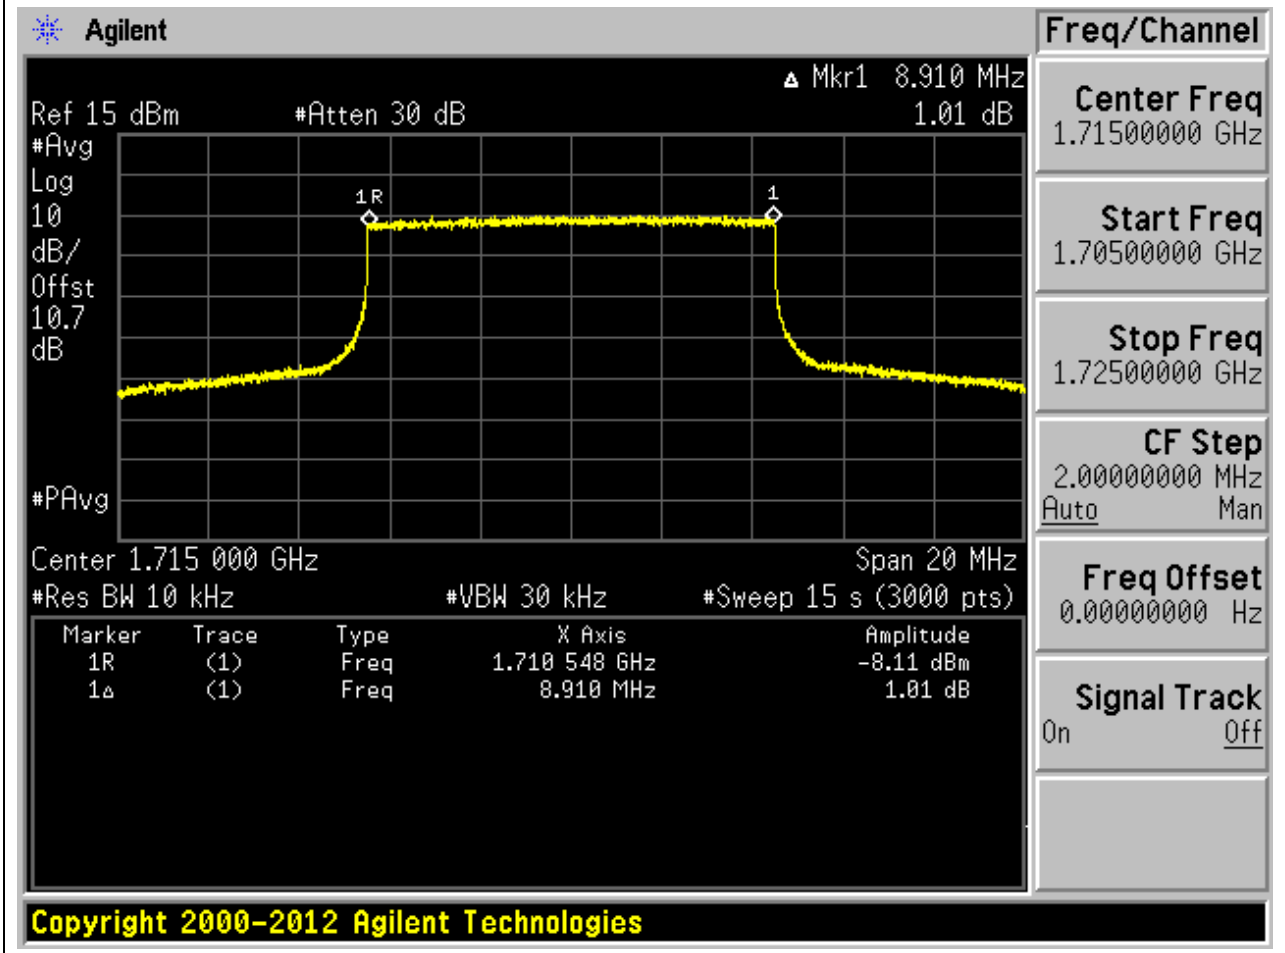 Agilent
Freq/Channel
Δ Mkr1 8.910 MHz
Ref 15 dBm #Atten 30 dB 1.01 dB
#Avg
Log
10
dB/
Offst
10.7
dB
#PAvg
1R
1
Center 1.715 000 GHz Span 20 MHz
#Res BW 10 kHz #VBW 30 kHz #Sweep 15 s (3000 pts)
Marker Trace Type X Axis Amplitude
1R (1) Freq 1.710 548 GHz -8.11 dBm
1Δ (1) Freq 8.910 MHz 1.01 dB
Center Freq
1.71500000 GHz
Start Freq
1.70500000 GHz
Stop Freq
1.72500000 GHz
CF Step
2.00000000 MHz
Auto Man
Freq Offset
0.00000000 Hz
Signal Track
On Off
Copyright 2000-2012 Agilent Technologies